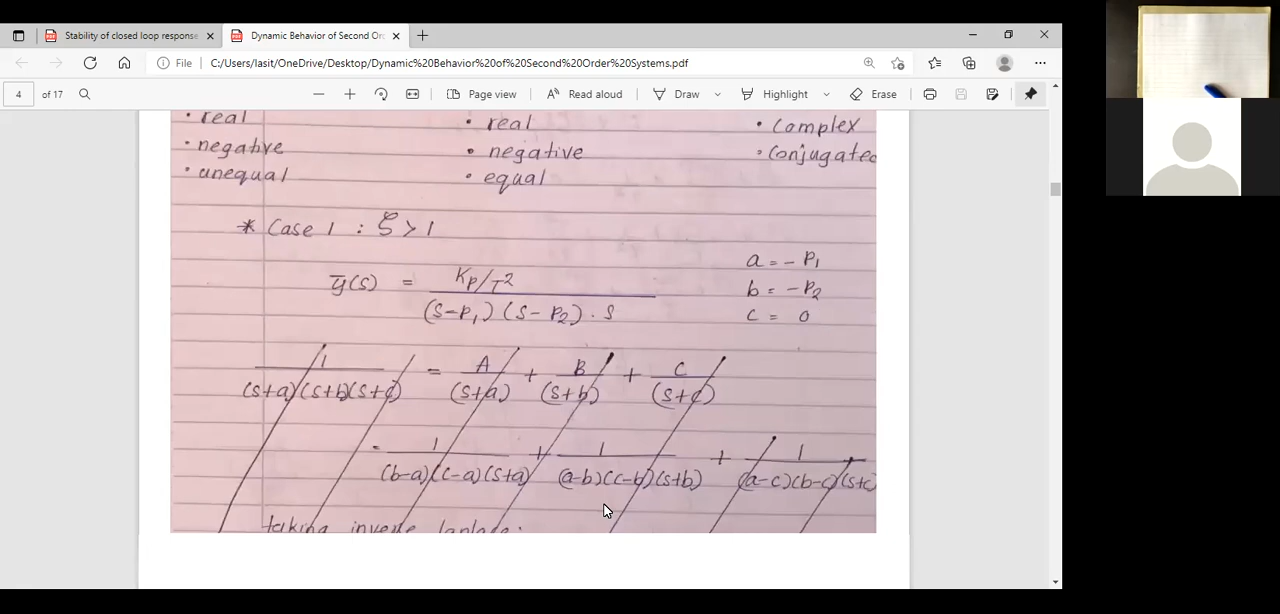 Stability of closed loop response
Dynamic Behavior of Second Or
File
C:/Users/lasit/OneDrive/Desktop/Dynamic%20Behavior%20of%20Second%20Order%20Systems.pdf
4 of 17
Page view
Read aloud
Draw
Highlight
Erase
• real • real • Complex
• negative • negative • Conjugated
• unequal • equal
* Case 1 : ζ > 1
ȳ(s) = Kp/τ² / (s-P₁)(s-P₂)·s
a = -P₁
b = -P₂
c = 0
1/(s+a)(s+b)(s+c) = A/(s+a) + B/(s+b) + C/(s+c)
= 1/(b-a)(c-a)(s+a) + 1/(a-b)(c-b)(s+b) + 1/(a-c)(b-c)(s+c
taking inverse laplace: